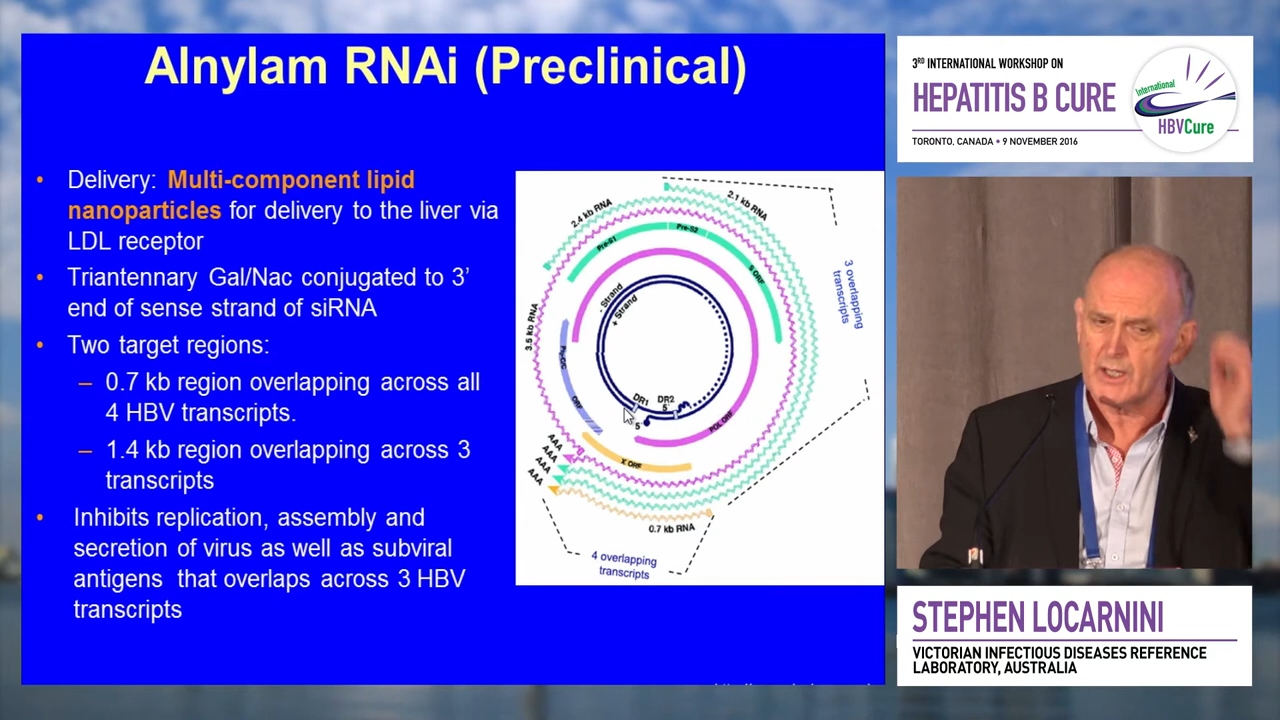 Alnylam RNAi (Preclinical)
• Delivery: Multi-component lipid
nanoparticles for delivery to the liver via
LDL receptor
• Triantennary Gal/Nac conjugated to 3’
end of sense strand of siRNA
• Two target regions:
– 0.7 kb region overlapping across all
4 HBV transcripts.
– 1.4 kb region overlapping across 3
transcripts
• Inhibits replication, assembly and
secretion of virus as well as subviral
antigens that overlaps across 3 HBV
transcripts
2.4 kb RNA
2.1 kb RNA
Pre-S1
Pre-S2
S ORF
3 overlapping
transcripts
- Strand
+ Strand
3.5 kb RNA
ORF
DR1
DR2
5'
5'
POL ORF
X ORF
AAA
AAA
AAA
AAA
0.7 kb RNA
4 overlapping
transcripts
3RD INTERNATIONAL WORKSHOP ON
HEPATITIS B CURE
TORONTO, CANADA • 9 NOVEMBER 2016
International
HBVCure
STEPHEN LOCARNINI
VICTORIAN INFECTIOUS DISEASES REFERENCE
LABORATORY, AUSTRALIA